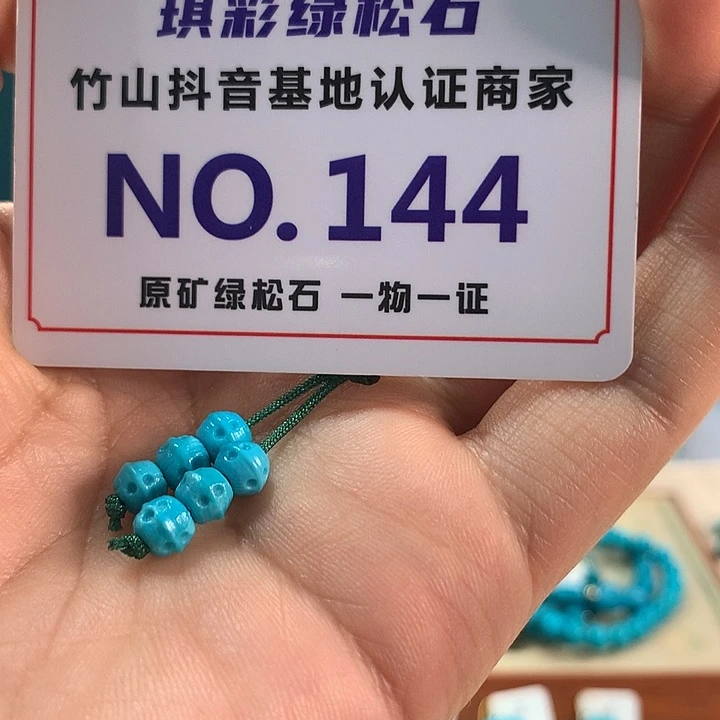 琪彩绿松石
竹山抖音基地认证商家
NO.144
原矿绿松石 一物一证